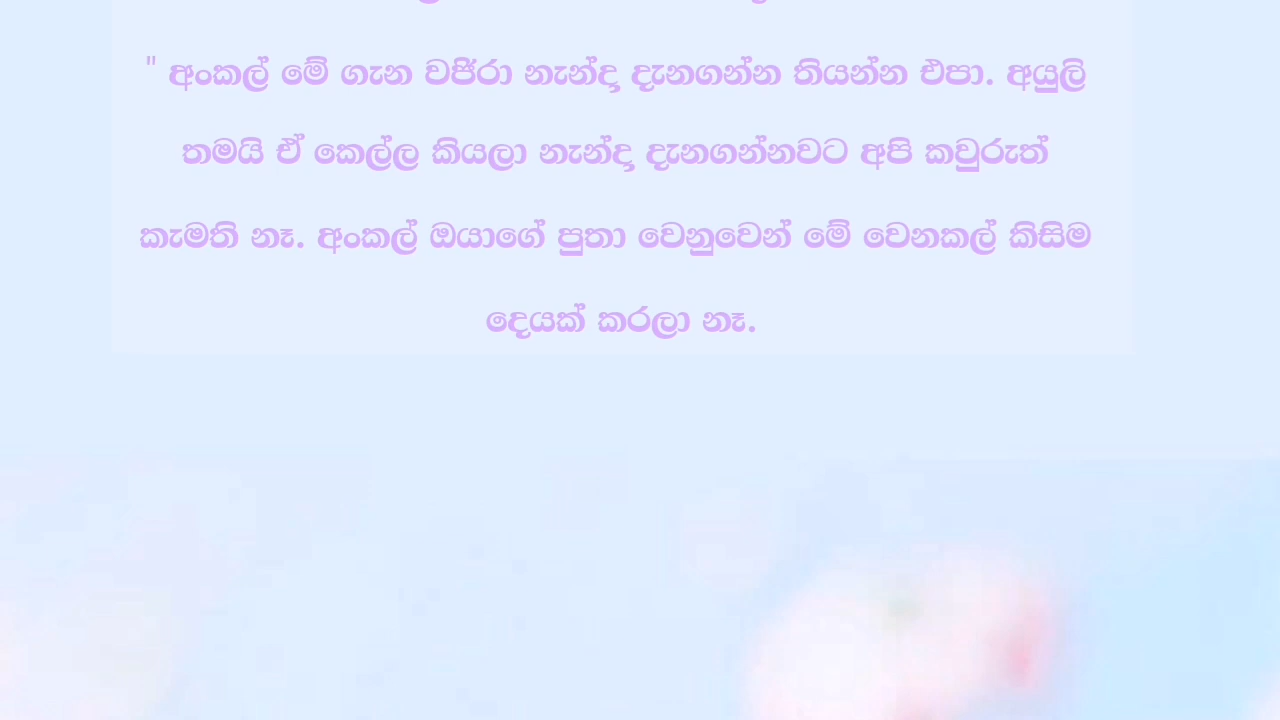 " අංකල් මේ ගැන වජිරා නැන්දා දැනගන්න තියන්න එපා. අයුලි
තමයි ඒ කෙල්ල කියලා නැන්දා දැනගන්නවට අපි කවුරුත්
කැමති නෑ. අංකල් ඔයාගේ පුතා වෙනුවෙන් මේ වෙනකල් කිසිම
දෙයක් කරලා නෑ.